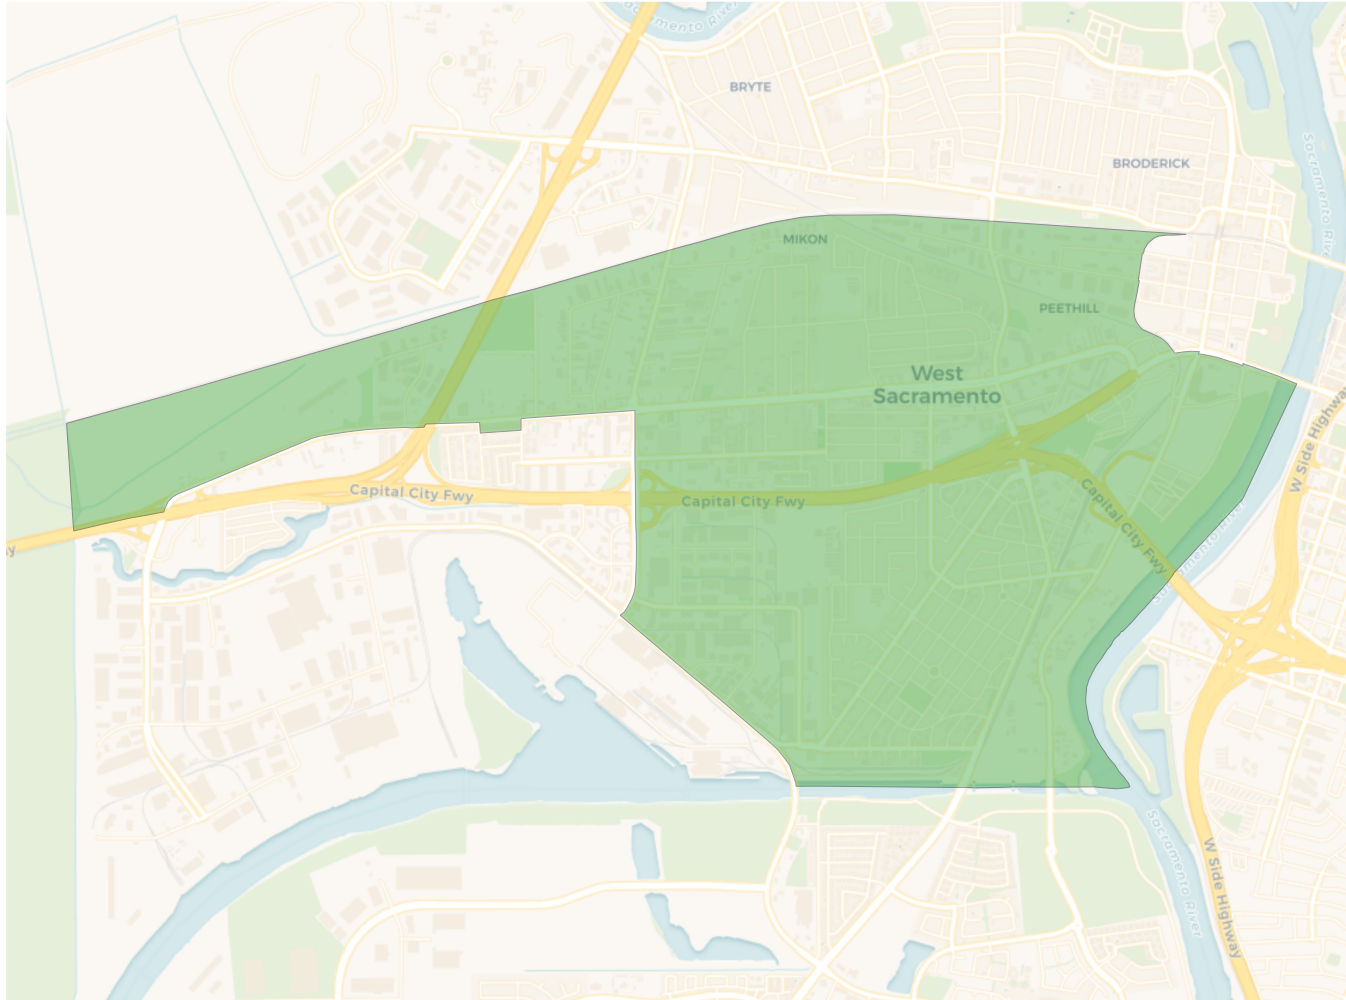 Sacramento River
BRYTE
BRODERICK
Sacramento River
MIKON
PEETHILL
West
Sacramento
W Side Highway
Capital City Fwy
Capital City Fwy
Capital City Fwy
Sacramento River
W Side Highway